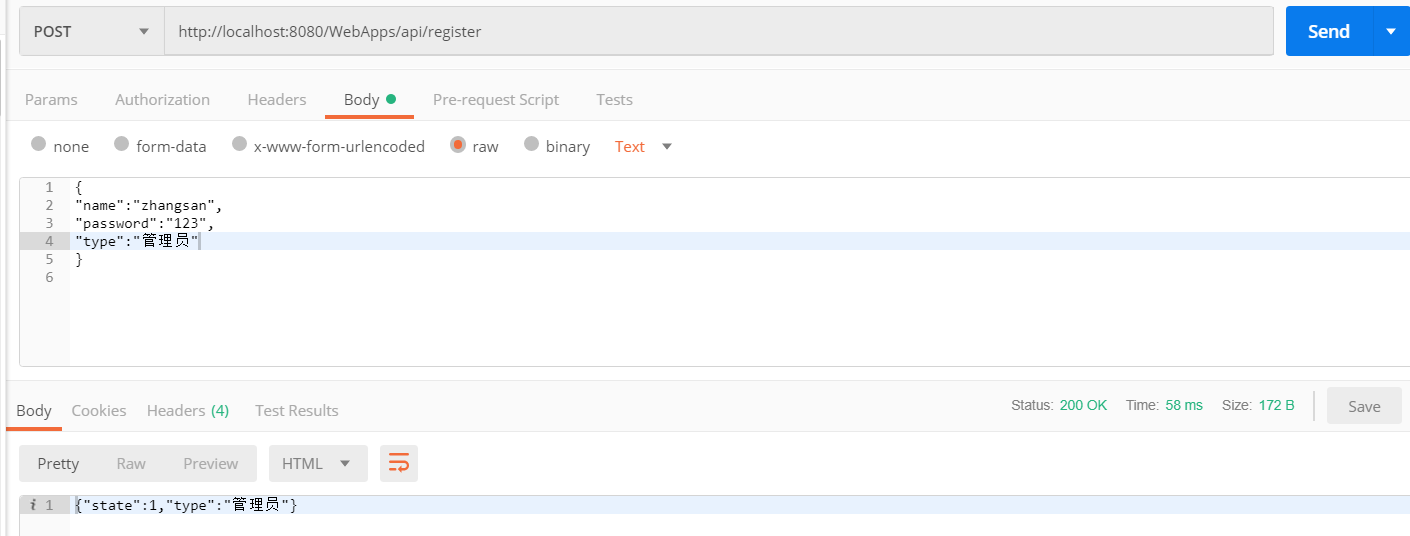 POST http://localhost:8080/WebApps/api/register Send
Params Authorization Headers Body Pre-request Script Tests
none form-data x-www-form-urlencoded raw binary Text
1 {
2 "name":"zhangsan",
3 "password":"123",
4 "type":"管理员"
5 }
6
Body Cookies Headers (4) Test Results Status: 200 OK Time: 58 ms Size: 172 B Save
Pretty Raw Preview HTML
i 1 {"state":1,"type":"管理员"}